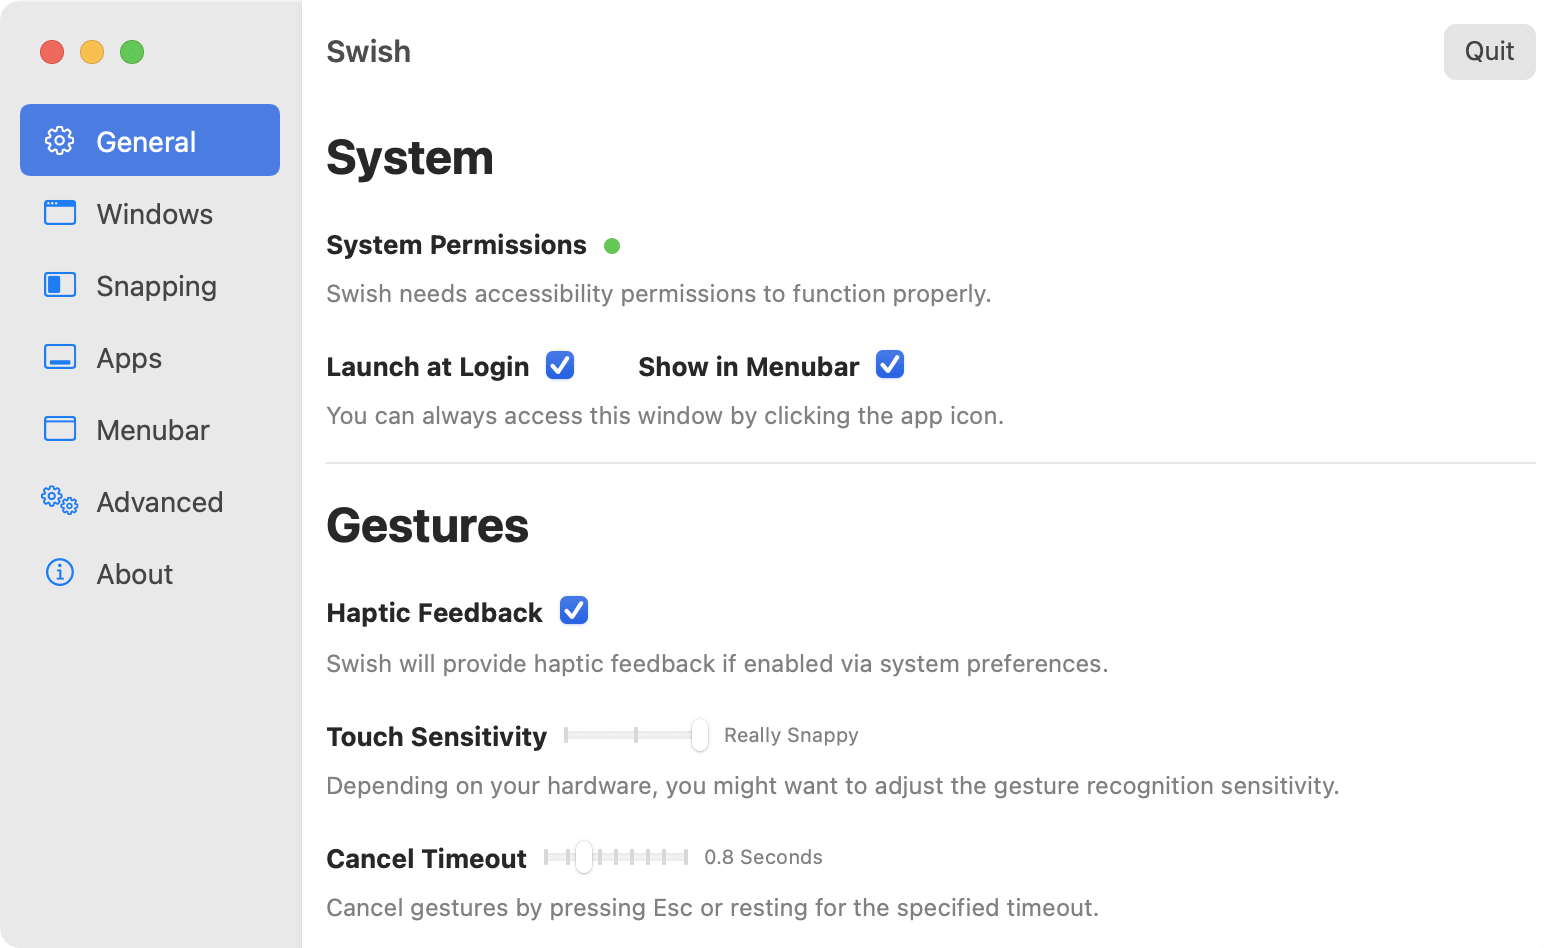 Swish
Quit
General
Windows
Snapping
Apps
Menubar
Advanced
About
System
System Permissions
Swish needs accessibility permissions to function properly.
Launch at Login Show in Menubar
You can always access this window by clicking the app icon.
Gestures
Haptic Feedback
Swish will provide haptic feedback if enabled via system preferences.
Touch Sensitivity Really Snappy
Depending on your hardware, you might want to adjust the gesture recognition sensitivity.
Cancel Timeout 0.8 Seconds
Cancel gestures by pressing Esc or resting for the specified timeout.